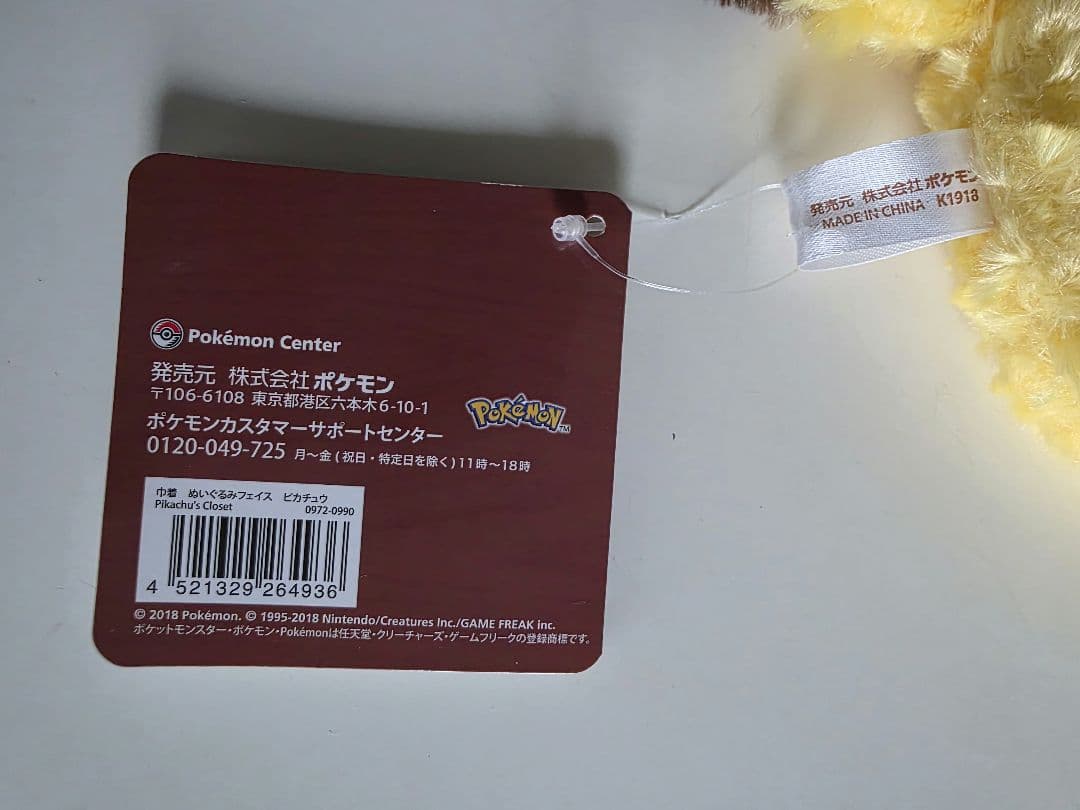 Pokémon Center
発売元 株式会社ポケモン
〒106-6108 東京都港区六本木6-10-1
ポケモンカスタマーサポートセンター
0120-049-725 月～金(祝日・特定日を除く)11時～18時
POKéMON TM
巾着 ぬいぐるみフェイス ピカチュウ
Pikachu's Closet 0972-0990
4 521329 264936
© 2018 Pokémon. © 1995-2018 Nintendo/Creatures Inc./GAME FREAK inc.
ポケットモンスター・ポケモン・Pokémonは任天堂・クリーチャーズ・ゲームフリークの登録商標です。
発売元 株式会社ポケモン
MADE IN CHINA K1918